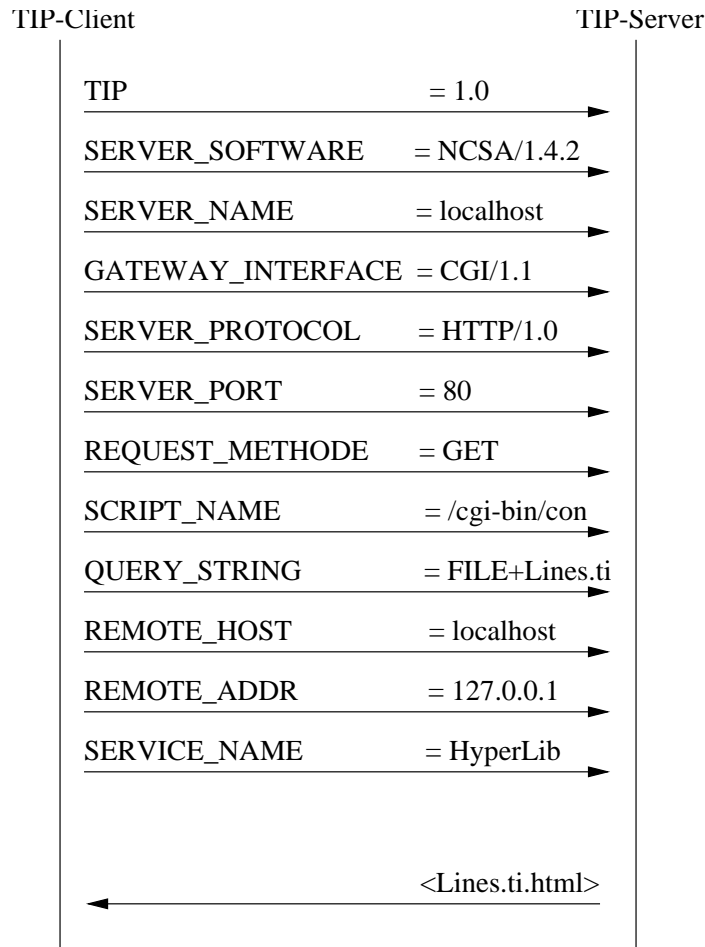 TIP-Client TIP-Server
TIP = 1.0
SERVER_SOFTWARE = NCSA/1.4.2
SERVER_NAME = localhost
GATEWAY_INTERFACE = CGI/1.1
SERVER_PROTOCOL = HTTP/1.0
SERVER_PORT = 80
REQUEST_METHODE = GET
SCRIPT_NAME = /cgi-bin/con
QUERY_STRING = FILE+Lines.ti
REMOTE_HOST = localhost
REMOTE_ADDR = 127.0.0.1
SERVICE_NAME = HyperLib
<Lines.ti.html>